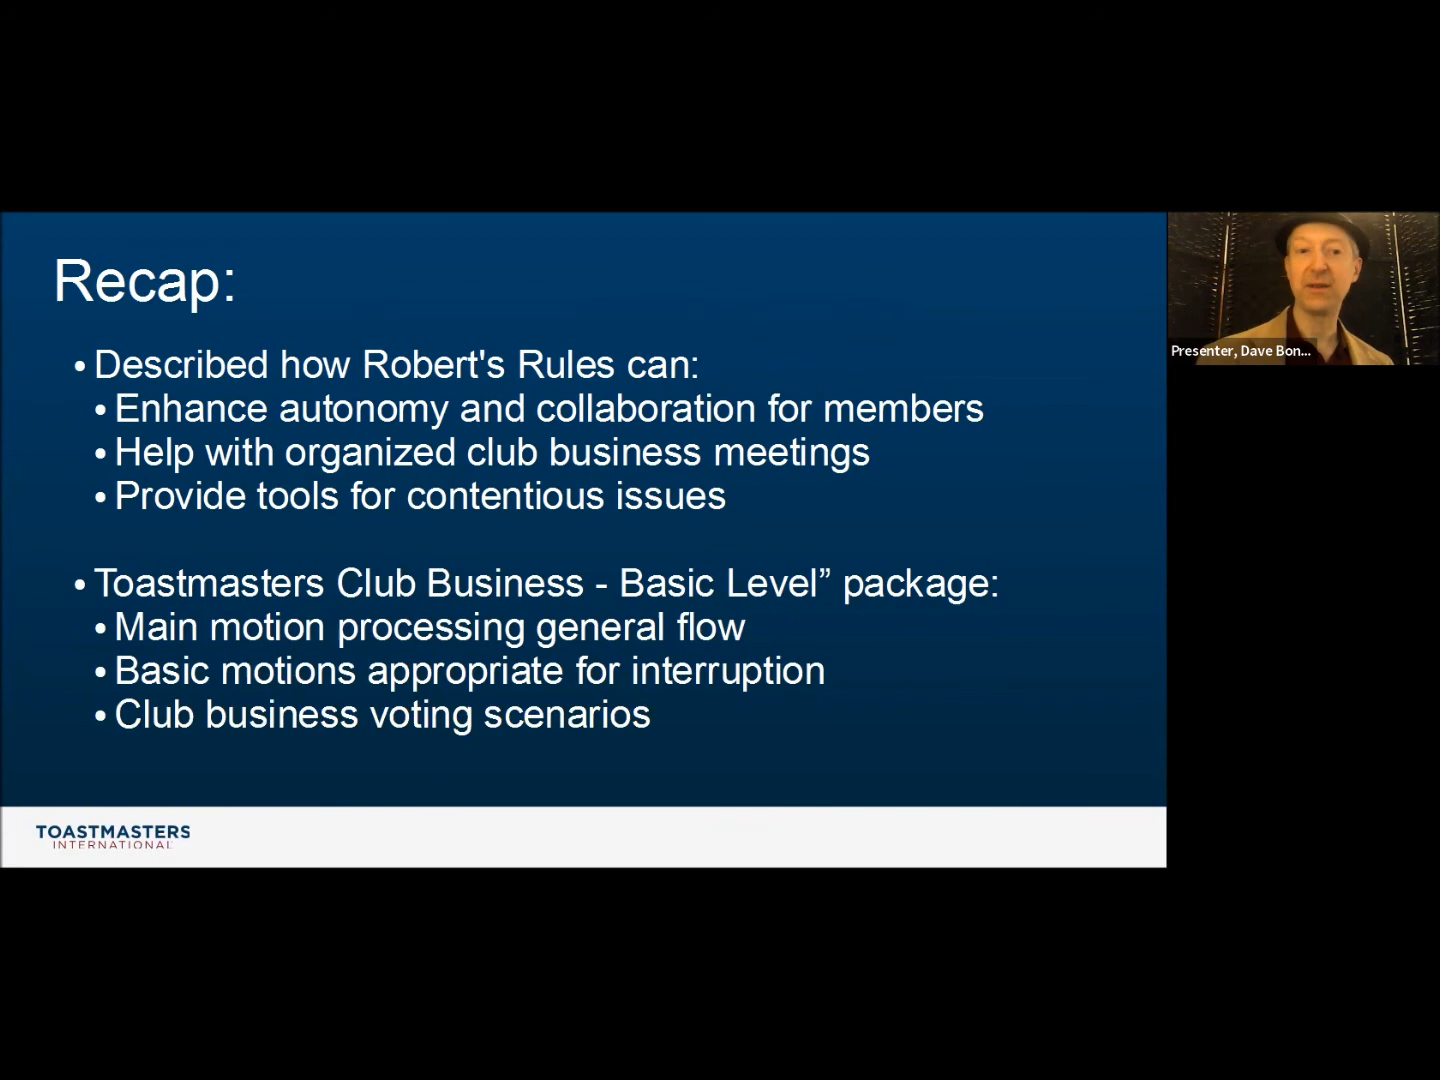 Recap:
• Described how Robert's Rules can:
• Enhance autonomy and collaboration for members
• Help with organized club business meetings
• Provide tools for contentious issues
• Toastmasters Club Business - Basic Level” package:
• Main motion processing general flow
• Basic motions appropriate for interruption
• Club business voting scenarios
TOASTMASTERS
INTERNATIONAL
Presenter, Dave Bon...